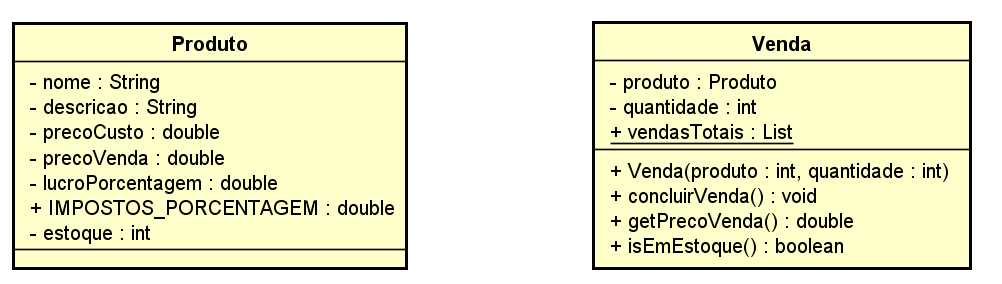 Produto
- nome : String
- descricao : String
- precoCusto : double
- precoVenda : double
- lucroPorcentagem : double
+ IMPOSTOS_PORCENTAGEM : double
- estoque : int
Venda
- produto : Produto
- quantidade : int
+ vendasTotais : List
+ Venda(produto : int, quantidade : int)
+ concluirVenda() : void
+ getPrecoVenda() : double
+ isEmEstoque() : boolean